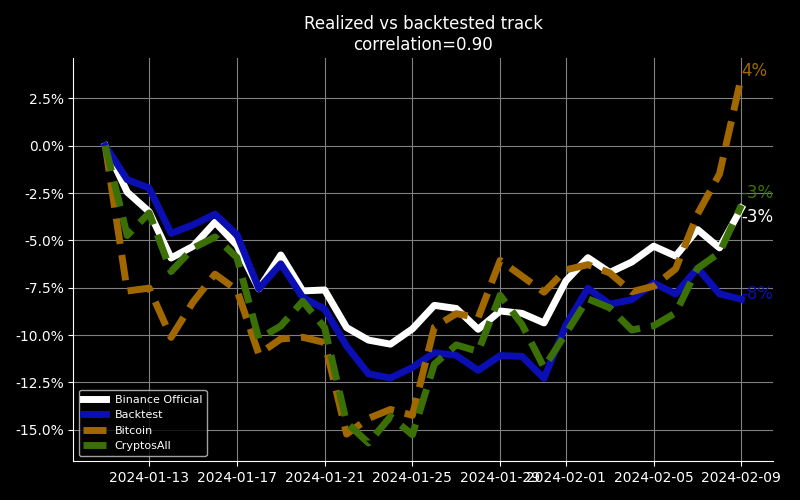 Realized vs backtested track
correlation=0.90
4%
2.5%
0.0%
-2.5%
-3%
-3%
-5.0%
-7.5%
-8%
-10.0%
-12.5%
-15.0%
Binance Official
Backtest
Bitcoin
CryptosAll
2024-01-13 2024-01-17 2024-01-21 2024-01-25 2024-01-29 2024-02-01 2024-02-05 2024-02-09